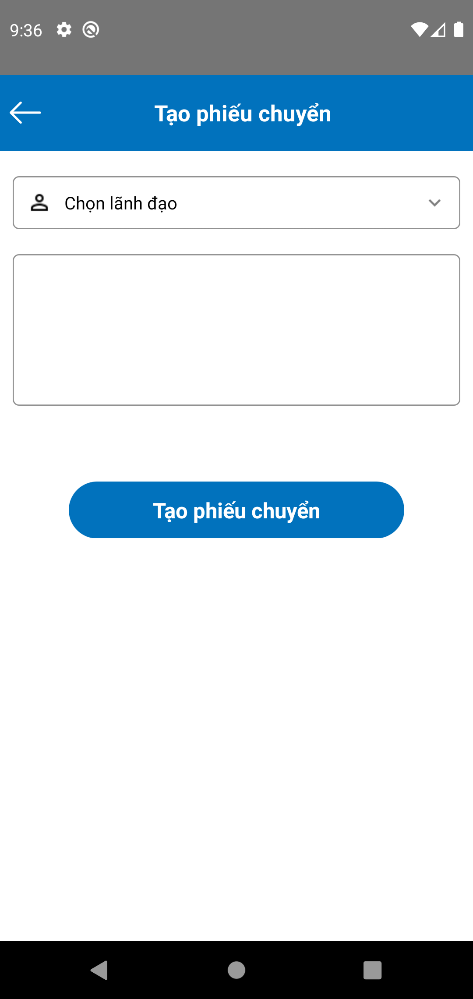 9:36
Tạo phiếu chuyển
Chọn lãnh đạo
Tạo phiếu chuyển